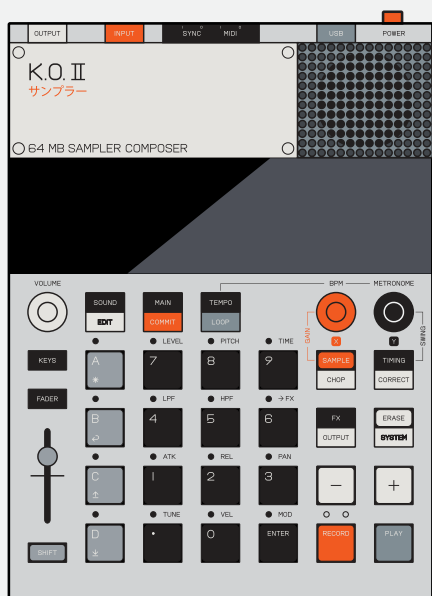 OUTPUT INPUT SYNC MIDI USB POWER
K.O. II
サンプラー
64 MB SAMPLER COMPOSER
VOLUME BPM METRONOME
SOUND MAIN TEMPO
EDIT COMMIT LOOP
GAIN SWING
X Y
LEVEL PITCH TIME
KEYS A 7 8 9 SAMPLE TIMING
CHOP CORRECT
FADER LPF HPF →FX
B 4 5 6 FX ERASE
OUTPUT SYSTEM
ATK REL PAN
C 1 2 3 - +
TUNE VEL MOD
SHIFT D . 0 ENTER RECORD PLAY